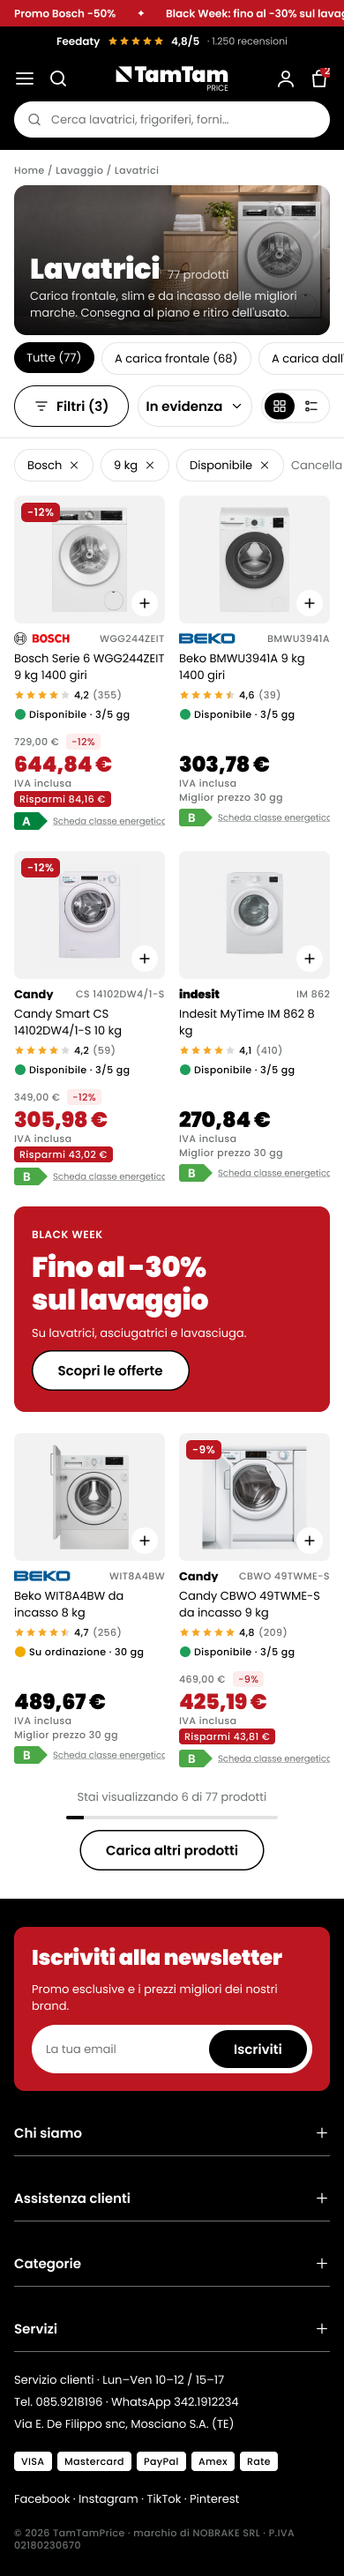 Promo Bosch -50% ✦ Black Week: fino al -30% sul
Feedaty ★★★★★ 4,8/5 · 1.250 recensioni
TamTam
PRICE
2
Cerca lavatrici, frigoriferi, forni…
Home / Lavaggio / Lavatrici
Lavatrici 77 prodotti
Carica frontale, slim e da incasso delle migliori
marche. Consegna al piano e ritiro dell'usato.
Tutte (77) A carica frontale (68) A carica
Filtri (3) In evidenza
Bosch × 9 kg × Disponibile × Cancella
-12%
BOSCH WGG244ZEIT
Bosch Serie 6 WGG244ZEIT
9 kg 1400 giri
★★★★★ 4,2 (355)
Disponibile · 3/5 gg
729,00 € -12%
644,84 €
IVA inclusa
Risparmi 84,16 €
A Scheda classe energetica
BEKO BMWU3941A
Beko BMWU3941A 9 kg
1400 giri
★★★★★ 4,6 (39)
Disponibile · 3/5 gg
303,78 €
IVA inclusa
Miglior prezzo 30 gg
B Scheda classe energetica
-12%
Candy CS 14102DW4/1-S
Candy Smart CS
14102DW4/1-S 10 kg
★★★★★ 4,2 (59)
Disponibile · 3/5 gg
349,00 € -12%
305,98 €
IVA inclusa
Risparmi 43,02 €
B Scheda classe energetica
indesit IM 862
Indesit MyTime IM 862 8
kg
★★★★★ 4,1 (410)
Disponibile · 3/5 gg
270,84 €
IVA inclusa
Miglior prezzo 30 gg
B Scheda classe energetica
BLACK WEEK
Fino al -30%
sul lavaggio
Su lavatrici, asciugatrici e lavasciuga.
Scopri le offerte
BEKO WIT8A4BW
Beko WIT8A4BW da
incasso 8 kg
★★★★★ 4,7 (256)
Su ordinazione · 30 gg
489,67 €
IVA inclusa
Miglior prezzo 30 gg
B Scheda classe energetica
-9%
Candy CBWO 49TWME-S
Candy CBWO 49TWME-S
da incasso 9 kg
★★★★★ 4,8 (209)
Disponibile · 3/5 gg
469,00 € -9%
425,19 €
IVA inclusa
Risparmi 43,81 €
B Scheda classe energetica
Stai visualizzando 6 di 77 prodotti
Carica altri prodotti
Iscriviti alla newsletter
Promo esclusive e i prezzi migliori dei nostri
brand.
La tua email Iscriviti
Chi siamo +
Assistenza clienti +
Categorie +
Servizi +
Servizio clienti · Lun–Ven 10–12 / 15–17
Tel. 085.9218196 · WhatsApp 342.1912234
Via E. De Filippo snc, Mosciano S.A. (TE)
VISA Mastercard PayPal Amex Rate
Facebook · Instagram · TikTok · Pinterest
© 2026 TamTamPrice · marchio di NOBRAKE SRL · P.IVA
02180230670